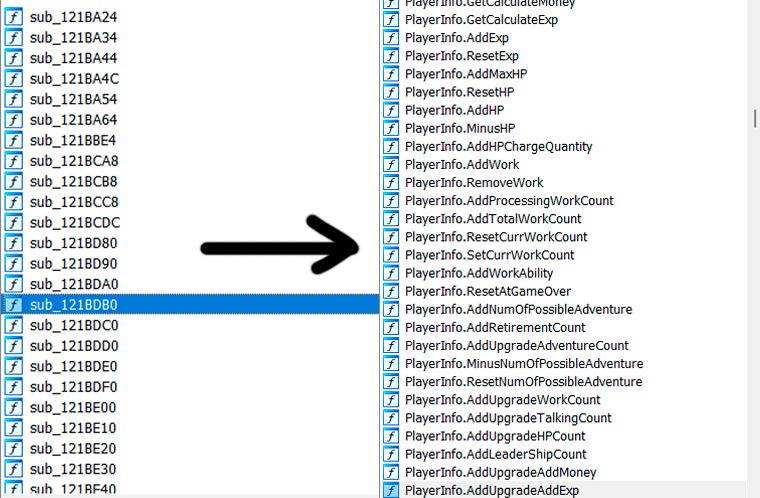 sub_121BA24
sub_121BA34
sub_121BA44
sub_121BA4C
sub_121BA54
sub_121BA64
sub_121BBE4
sub_121BCA8
sub_121BCB8
sub_121BCC8
sub_121BCDC
sub_121BD80
sub_121BD90
sub_121BDA0
sub_121BDB0
sub_121BDC0
sub_121BDD0
sub_121BDE0
sub_121BDF0
sub_121BE00
sub_121BE10
sub_121BE20
sub_121BE30
sub_121BE40
PlayerInfo.GetCalculateMoney
PlayerInfo.GetCalculateExp
PlayerInfo.AddExp
PlayerInfo.ResetExp
PlayerInfo.AddMaxHP
PlayerInfo.ResetHP
PlayerInfo.AddHP
PlayerInfo.MinusHP
PlayerInfo.AddHPChargeQuantity
PlayerInfo.AddWork
PlayerInfo.RemoveWork
PlayerInfo.AddProcessingWorkCount
PlayerInfo.AddTotalWorkCount
PlayerInfo.ResetCurrWorkCount
PlayerInfo.SetCurrWorkCount
PlayerInfo.AddWorkAbility
PlayerInfo.ResetAtGameOver
PlayerInfo.AddNumOfPossibleAdventure
PlayerInfo.AddRetirementCount
PlayerInfo.AddUpgradeAdventureCount
PlayerInfo.MinusNumOfPossibleAdventure
PlayerInfo.ResetNumOfPossibleAdventure
PlayerInfo.AddUpgradeWorkCount
PlayerInfo.AddUpgradeTalkingCount
PlayerInfo.AddUpgradeHPCount
PlayerInfo.AddLeaderShipCount
PlayerInfo.AddUpgradeAddMoney
PlayerInfo.AddUpgradeAddExp